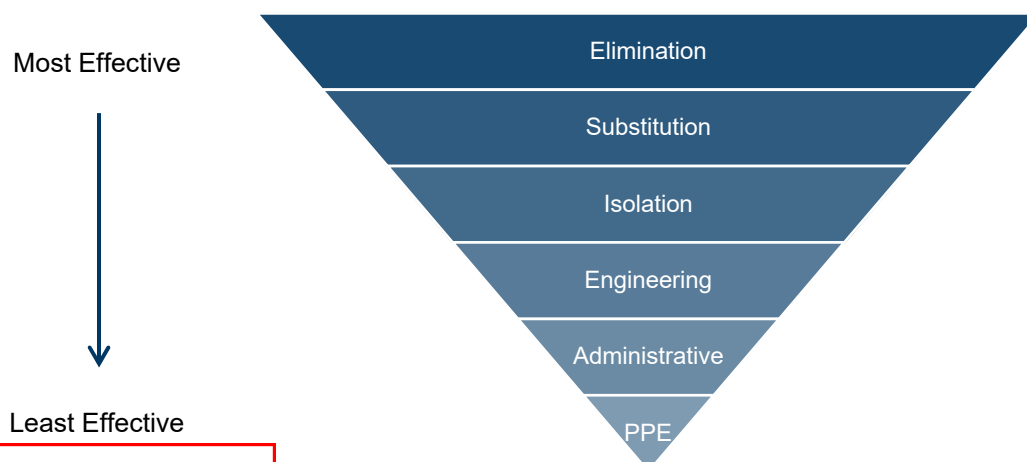 Most Effective
Elimination
Substitution
Isolation
Engineering
Administrative
Least Effective
PPE